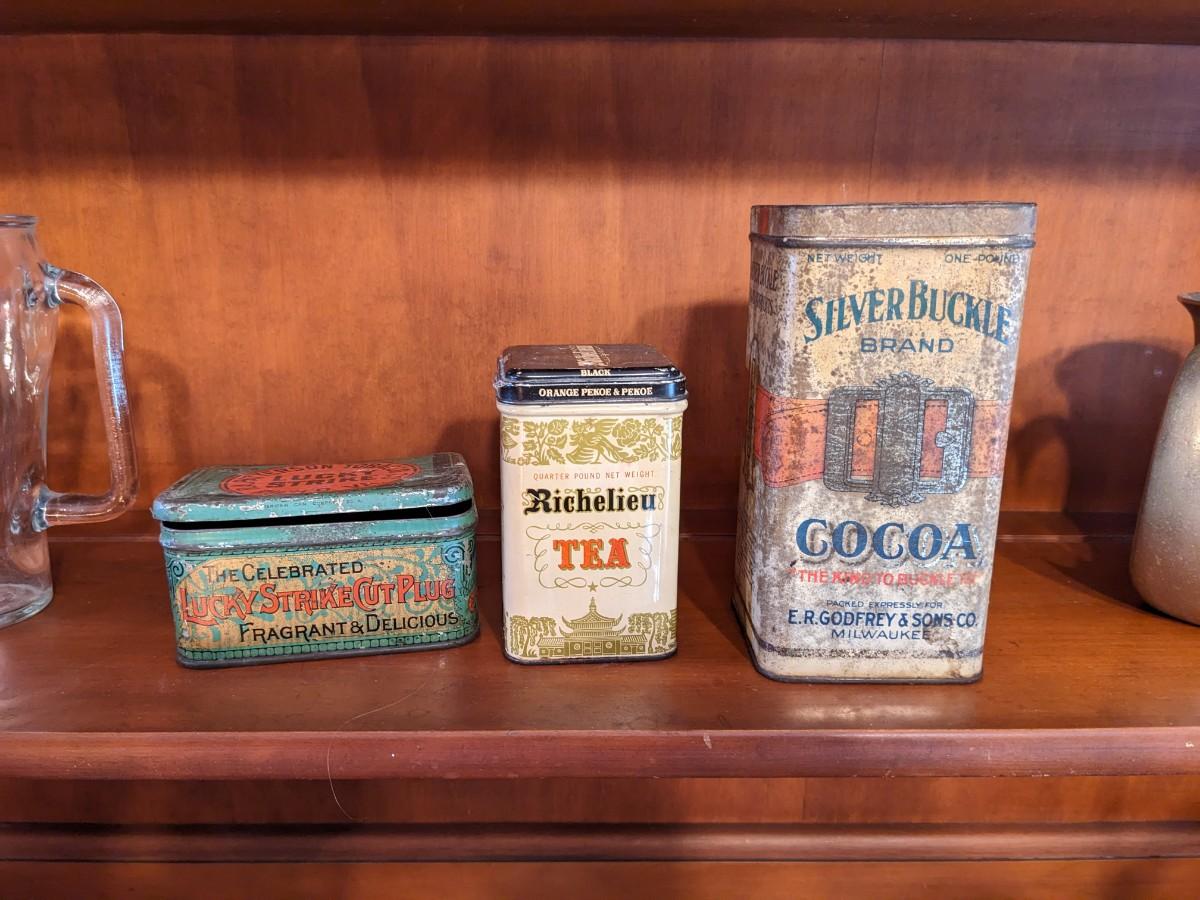 LUCKY
STRIKE
THE CELEBRATED
LUCKY STRIKE CUT PLUG
FRAGRANT & DELICIOUS
BLACK
ORANGE PEKOE & PEKOE
QUARTER POUND NET WEIGHT
Richelieu
TEA
NET WEIGHT ONE-POUND
SILVER BUCKLE
BRAND
COCOA
"THE KIND TO BUCKLE TO"
PACKED EXPRESSLY FOR
E.R.GODFREY & SONS CO.
MILWAUKEE